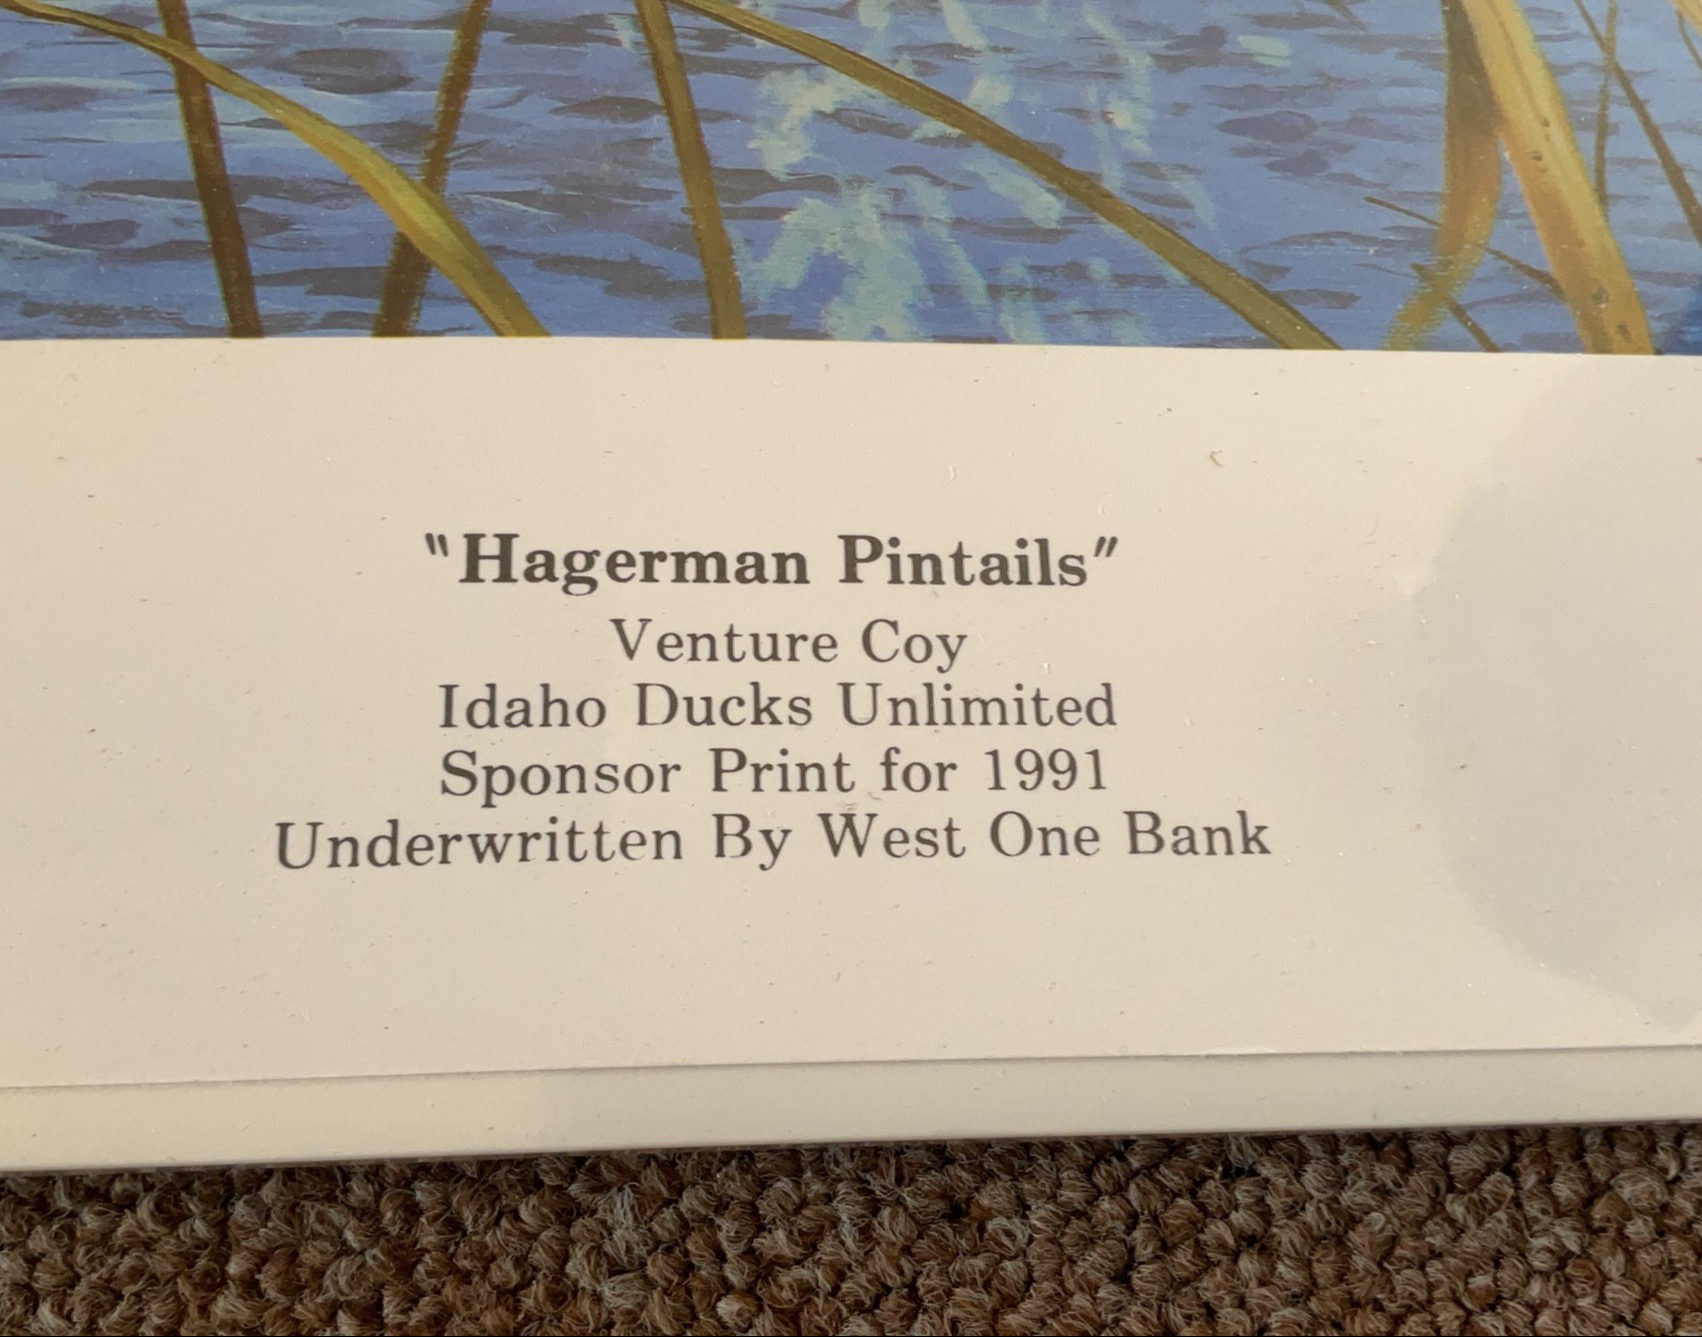 "Hagerman Pintails"
Venture Coy
Idaho Ducks Unlimited
Sponsor Print for 1991
Underwritten By West One Bank